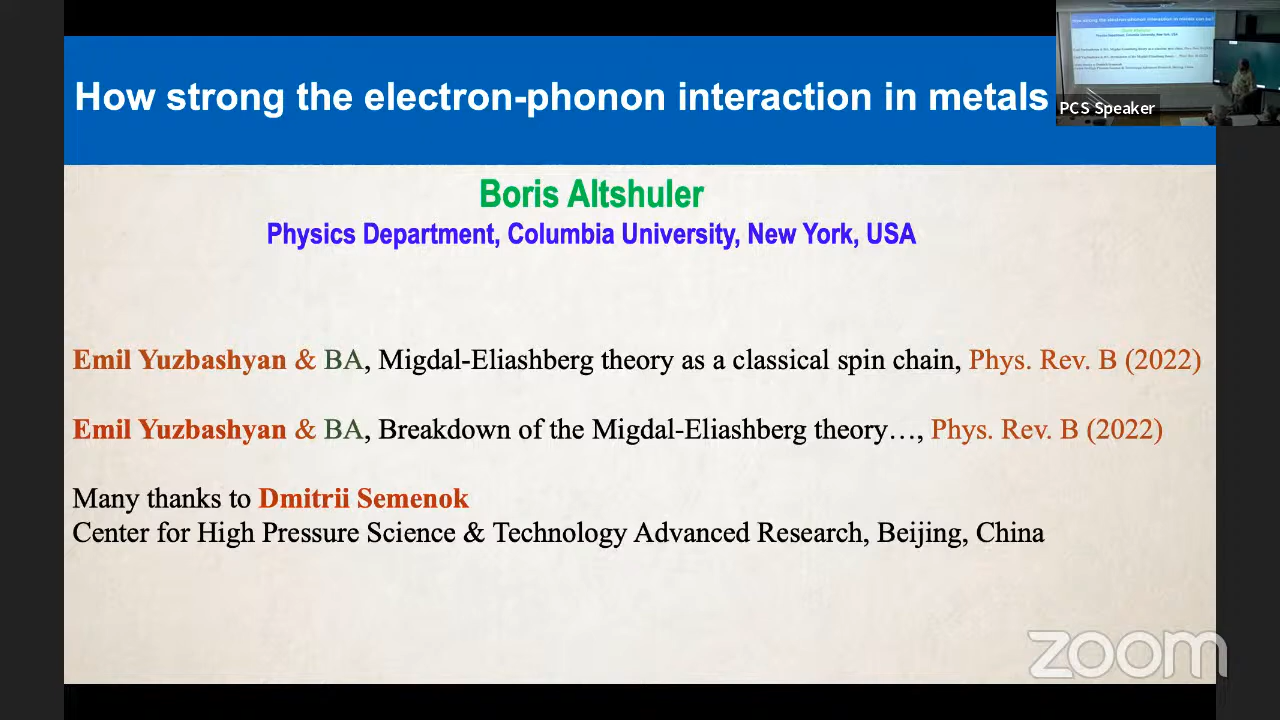 How strong the electron-phonon interaction in metals
PCS Speaker
Boris Altshuler
Physics Department, Columbia University, New York, USA
Emil Yuzbashyan & BA, Migdal-Eliashberg theory as a classical spin chain, Phys. Rev. B (2022)
Emil Yuzbashyan & BA, Breakdown of the Migdal-Eliashberg theory…, Phys. Rev. B (2022)
Many thanks to Dmitrii Semenok
Center for High Pressure Science & Technology Advanced Research, Beijing, China
zoom